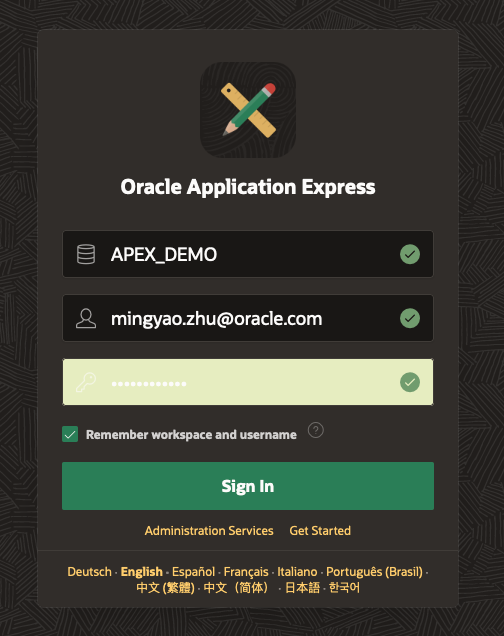 Oracle Application Express
APEX_DEMO
mingyao.zhu@oracle.com
••••••••••••
Remember workspace and username ?
Sign In
Administration Services Get Started
Deutsch · English · Español · Français · Italiano · Português (Brasil) ·
中文 (繁體) · 中文（简体） · 日本語 · 한국어